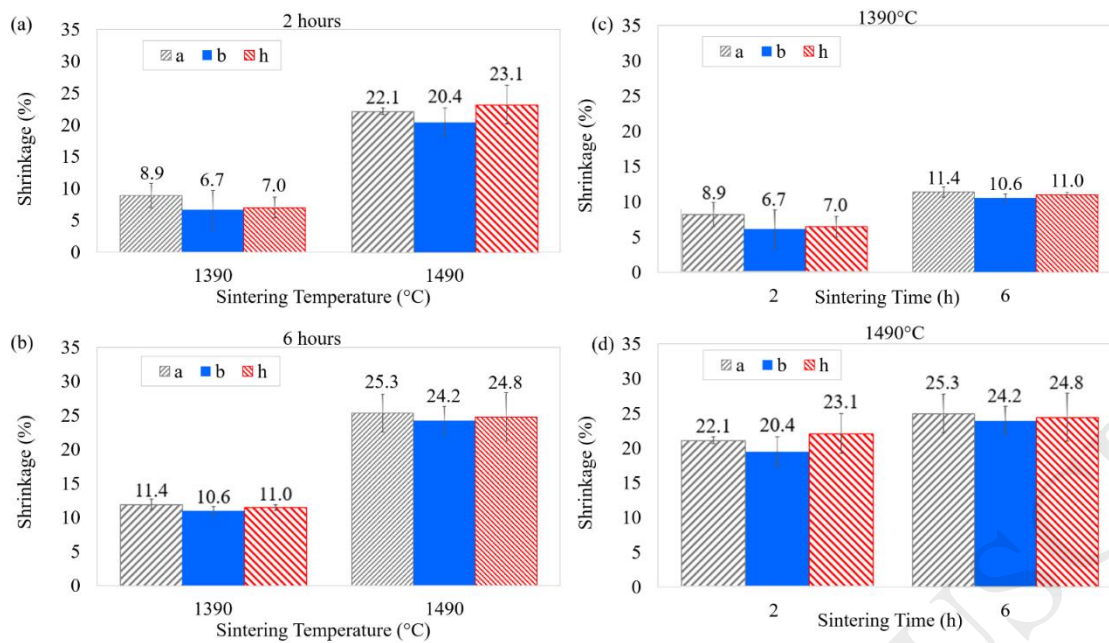 (a)
2 hours
35
30
25
20
15
10
5
0
Shrinkage (%)
a b h
8.9 6.7 7.0
22.1 20.4 23.1
1390 1490
Sintering Temperature (°C)
(b)
6 hours
35
30
25
20
15
10
5
0
Shrinkage (%)
a b h
11.4 10.6 11.0
25.3 24.2 24.8
1390 1490
Sintering Temperature (°C)
(c)
1390°C
35
30
25
20
15
10
5
0
Shrinkage (%)
a b h
8.9 6.7 7.0
11.4 10.6 11.0
2 Sintering Time (h) 6
(d)
1490°C
35
30
25
20
15
10
5
0
Shrinkage (%)
a b h
22.1 20.4 23.1
25.3 24.2 24.8
2 Sintering Time (h) 6